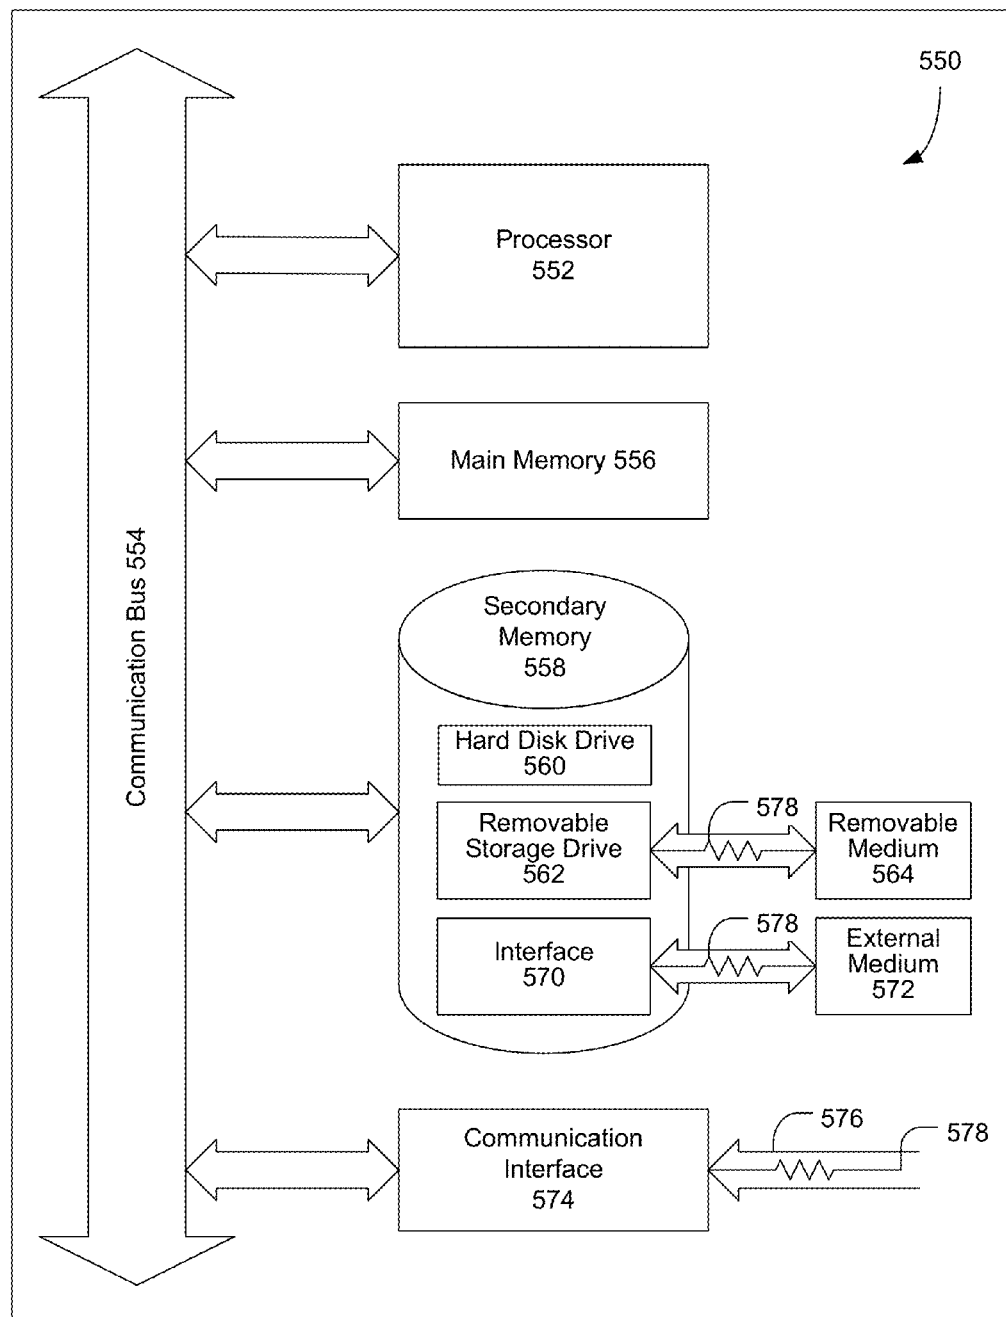 550
Processor
552
Main Memory 556
Communication Bus 554
Secondary
Memory
558
Hard Disk Drive
560
Removable
Storage Drive
562
578
Removable
Medium
564
Interface
570
578
External
Medium
572
Communication
Interface
574
576
578